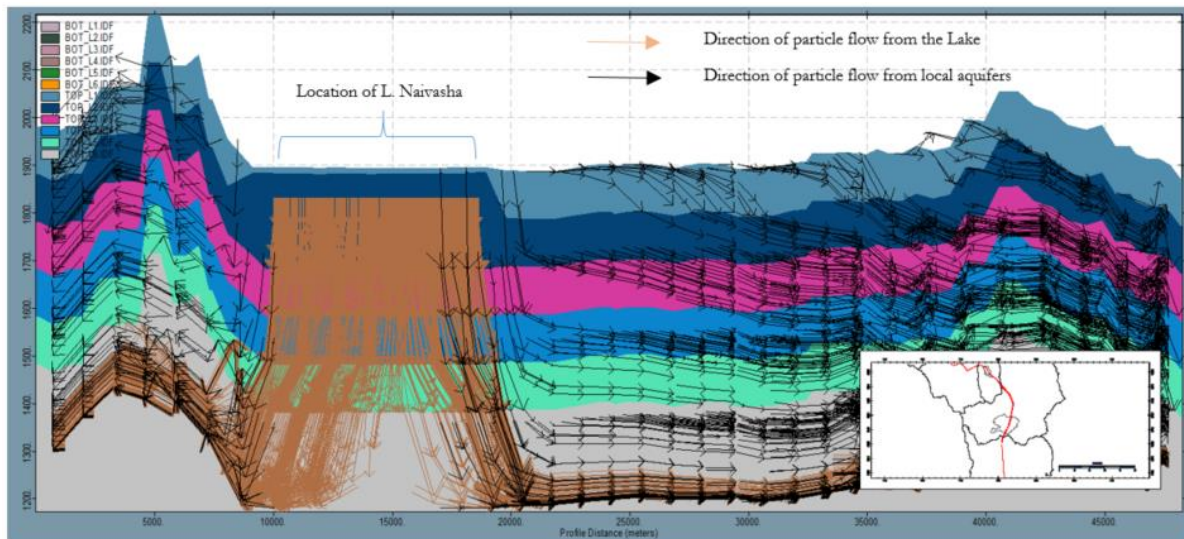 2200.
2100.
2000.
1900.
1800.
1700.
1600.
1500.
1400.
1300.
1200.
BOT_L1.IDF
BOT_L2.IDF
BOT_L3.IDF
BOT_L4.IDF
BOT_L5.IDF
BOT_L6.IDF
TOP_L1.IDF
Direction of particle flow from the Lake
Direction of particle flow from local aquifers
Location of L. Naivasha
5000.
10000.
15000.
20000.
25000.
30000.
35000.
40000.
45000.
Profile Distance (meters)